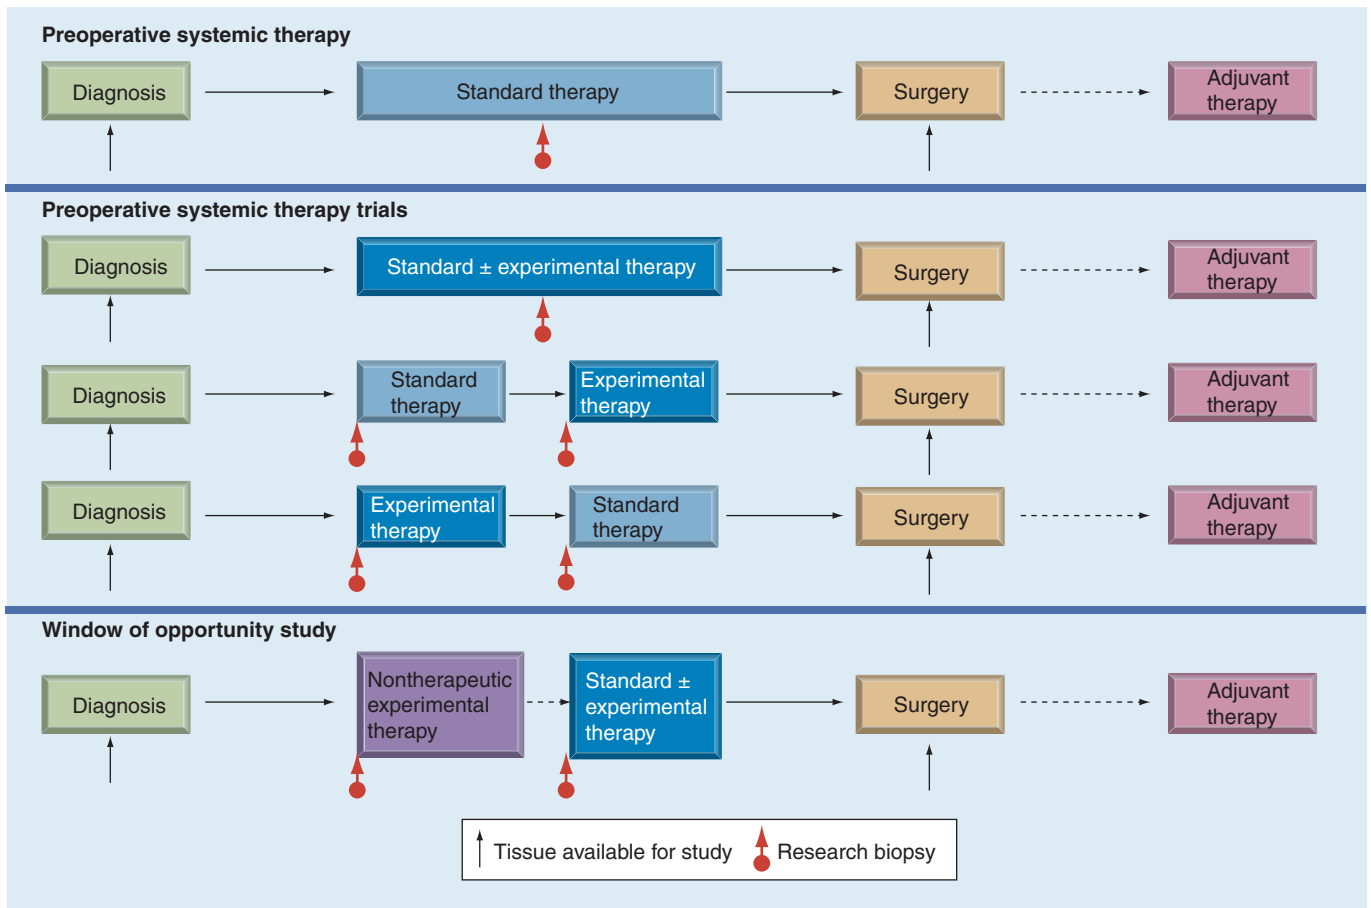 Preoperative systemic therapy
Diagnosis
Standard therapy
Surgery
Adjuvant
therapy
Preoperative systemic therapy trials
Diagnosis
Standard ± experimental therapy
Surgery
Adjuvant
therapy
Diagnosis
Standard
therapy
Experimental
therapy
Surgery
Adjuvant
therapy
Diagnosis
Experimental
therapy
Standard
therapy
Surgery
Adjuvant
therapy
Window of opportunity study
Diagnosis
Nontherapeutic
experimental
therapy
Standard ±
experimental
therapy
Surgery
Adjuvant
therapy
Tissue available for study
Research biopsy